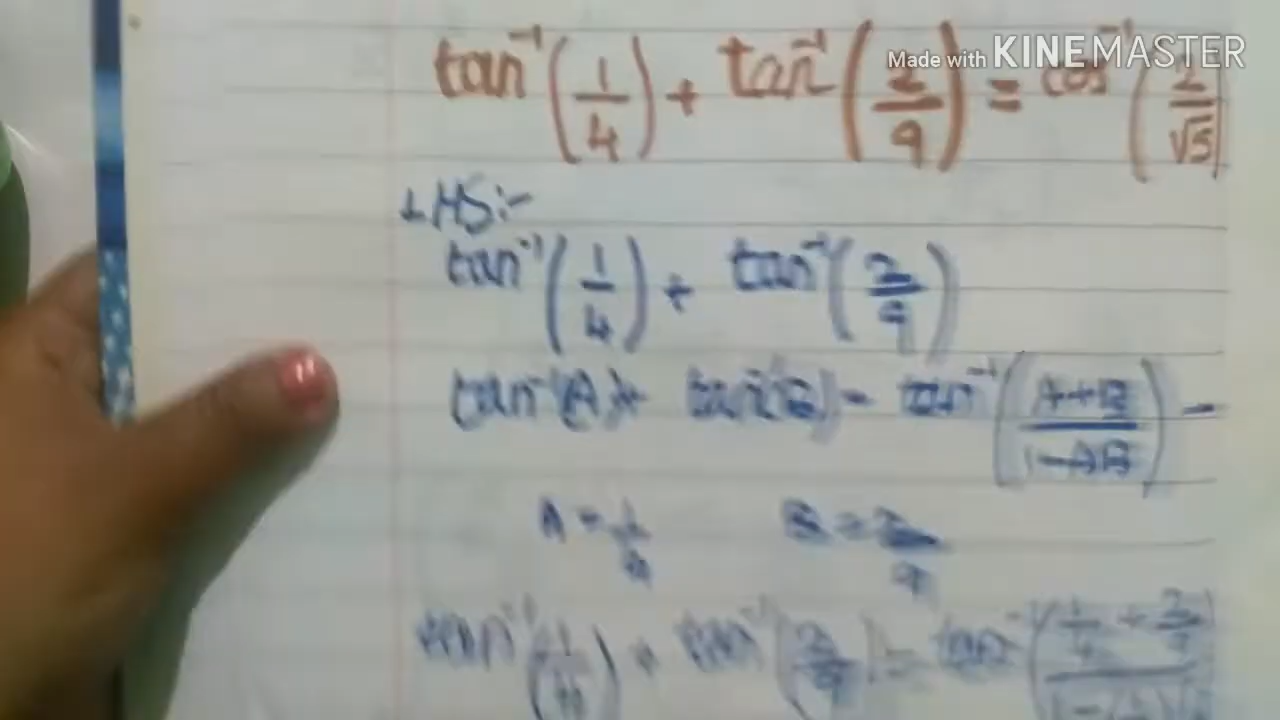 Made with KINEMASTER
tan⁻¹(1/4) + tan⁻¹(2/9) = cos⁻¹(2/√5
LHS:-
tan⁻¹(1/4) + tan⁻¹(2/9)
tan⁻¹(A)+ tan⁻¹(B) = tan⁻¹(A+B/1-AB) -
A = 1/4 B = 2/9
tan⁻¹(1/4) + tan⁻¹(2/9) = tan⁻¹(1/4 + 2/9